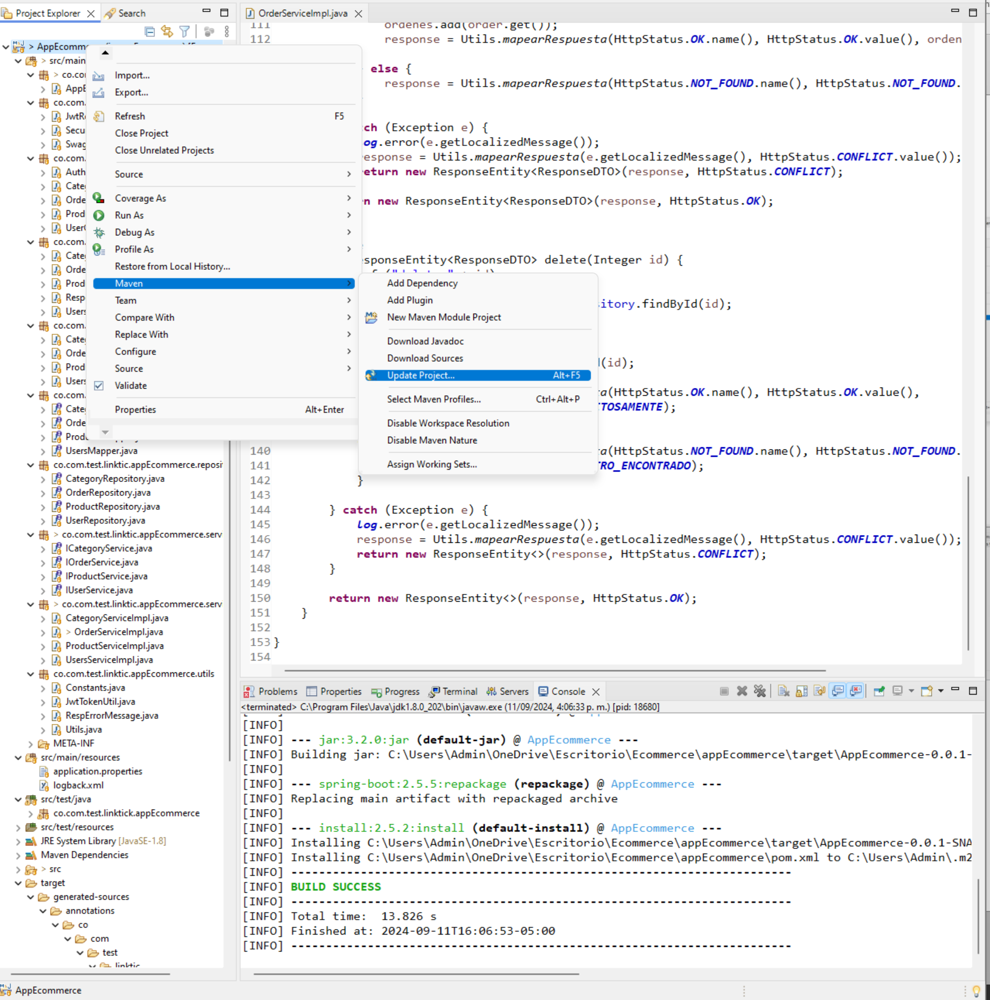 Project Explorer
Search
> AppEcomm
> src/main
> co.co
App
co.com.
JwtR
Secu
Swag
co.com.
Auth
Cate
Orde
Prod
User
co.com.
Cate
Orde
Prod
Resp
Users
co.com.
Cate
Orde
Prod
Users
co.com.
Cate
Orde
Prod
UsersMapper.java
co.com.test.linktic.appEcommerce.reposi
CategoryRepository.java
OrderRepository.java
ProductRepository.java
UserRepository.java
> co.com.test.linktic.appEcommerce.serv
ICategoryService.java
IOrderService.java
IProductService.java
IUserService.java
> co.com.test.linktic.appEcommerce.serv
CategoryServiceImpl.java
> OrderServiceImpl.java
ProductServiceImpl.java
UsersServiceImpl.java
co.com.test.linktic.appEcommerce.utils
Constants.java
JwtTokenUtil.java
RespErrorMessage.java
Utils.java
META-INF
src/main/resources
application.properties
logback.xml
src/test/java
co.com.test.linktick.appEcommerce
src/test/resources
JRE System Library [JavaSE-1.8]
Maven Dependencies
> src
target
generated-sources
annotations
co
com
test
linktic
Import...
Export...
Refresh F5
Close Project
Close Unrelated Projects
Source
Coverage As
Run As
Debug As
Profile As
Restore from Local History...
Maven
Team
Compare With
Replace With
Configure
Source
Validate
Properties Alt+Enter
Add Dependency
Add Plugin
New Maven Module Project
Download Javadoc
Download Sources
Update Project... Alt+F5
Select Maven Profiles... Ctrl+Alt+P
Disable Workspace Resolution
Disable Maven Nature
Assign Working Sets...
OrderServiceImpl.java
111 ordenes.add(order.get());
112 response = Utils.mapearRespuesta(HttpStatus.OK.name(), HttpStatus.OK.value(), orden
else {
response = Utils.mapearRespuesta(HttpStatus.NOT_FOUND.name(), HttpStatus.NOT_FOUND.
ch (Exception e) {
og.error(e.getLocalizedMessage());
esponse = Utils.mapearRespuesta(e.getLocalizedMessage(), HttpStatus.CONFLICT.value());
eturn new ResponseEntity<ResponseDTO>(response, HttpStatus.CONFLICT);
n new ResponseEntity<ResponseDTO>(response, HttpStatus.OK);
sponseEntity<ResponseDTO> delete(Integer id) {
itory.findById(id);
(id);
a(HttpStatus.OK.name(), HttpStatus.OK.value(),
TOSAMENTE);
140 a(HttpStatus.NOT_FOUND.name(), HttpStatus.NOT_FOUND.
141 RO_ENCONTRADO);
142 }
143
144 } catch (Exception e) {
145 log.error(e.getLocalizedMessage());
146 response = Utils.mapearRespuesta(e.getLocalizedMessage(), HttpStatus.CONFLICT.value());
147 return new ResponseEntity<>(response, HttpStatus.CONFLICT);
148 }
149
150 return new ResponseEntity<>(response, HttpStatus.OK);
151 }
152
153 }
154
Problems Properties Progress Terminal Servers Console
<terminated> C:\Program Files\Java\jdk1.8.0_202\bin\javaw.exe (11/09/2024, 4:06:33 p. m.) [pid: 18680]
[INFO]
[INFO] --- jar:3.2.0:jar (default-jar) @ AppEcommerce ---
[INFO] Building jar: C:\Users\Admin\OneDrive\Escritorio\Ecommerce\appEcommerce\target\AppEcommerce-0.0.1-
[INFO]
[INFO] --- spring-boot:2.5.5:repackage (repackage) @ AppEcommerce ---
[INFO] Replacing main artifact with repackaged archive
[INFO]
[INFO] --- install:2.5.2:install (default-install) @ AppEcommerce ---
[INFO] Installing C:\Users\Admin\OneDrive\Escritorio\Ecommerce\appEcommerce\target\AppEcommerce-0.0.1-SNA
[INFO] Installing C:\Users\Admin\OneDrive\Escritorio\Ecommerce\appEcommerce\pom.xml to C:\Users\Admin\.m2
[INFO] ------------------------------------------------------------------------
[INFO] BUILD SUCCESS
[INFO] ------------------------------------------------------------------------
[INFO] Total time:  13.826 s
[INFO] Finished at: 2024-09-11T16:06:53-05:00
[INFO] ------------------------------------------------------------------------
AppEcommerce